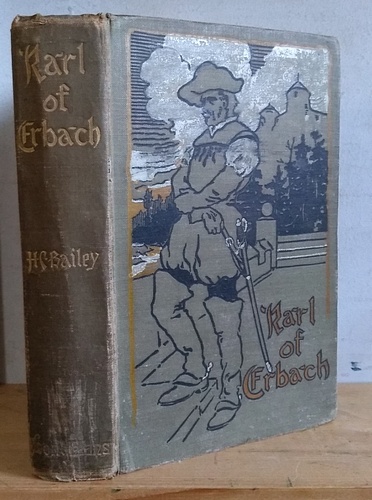 Karl
of
Erbach
H.C. Bailey
Karl
of
Erbach